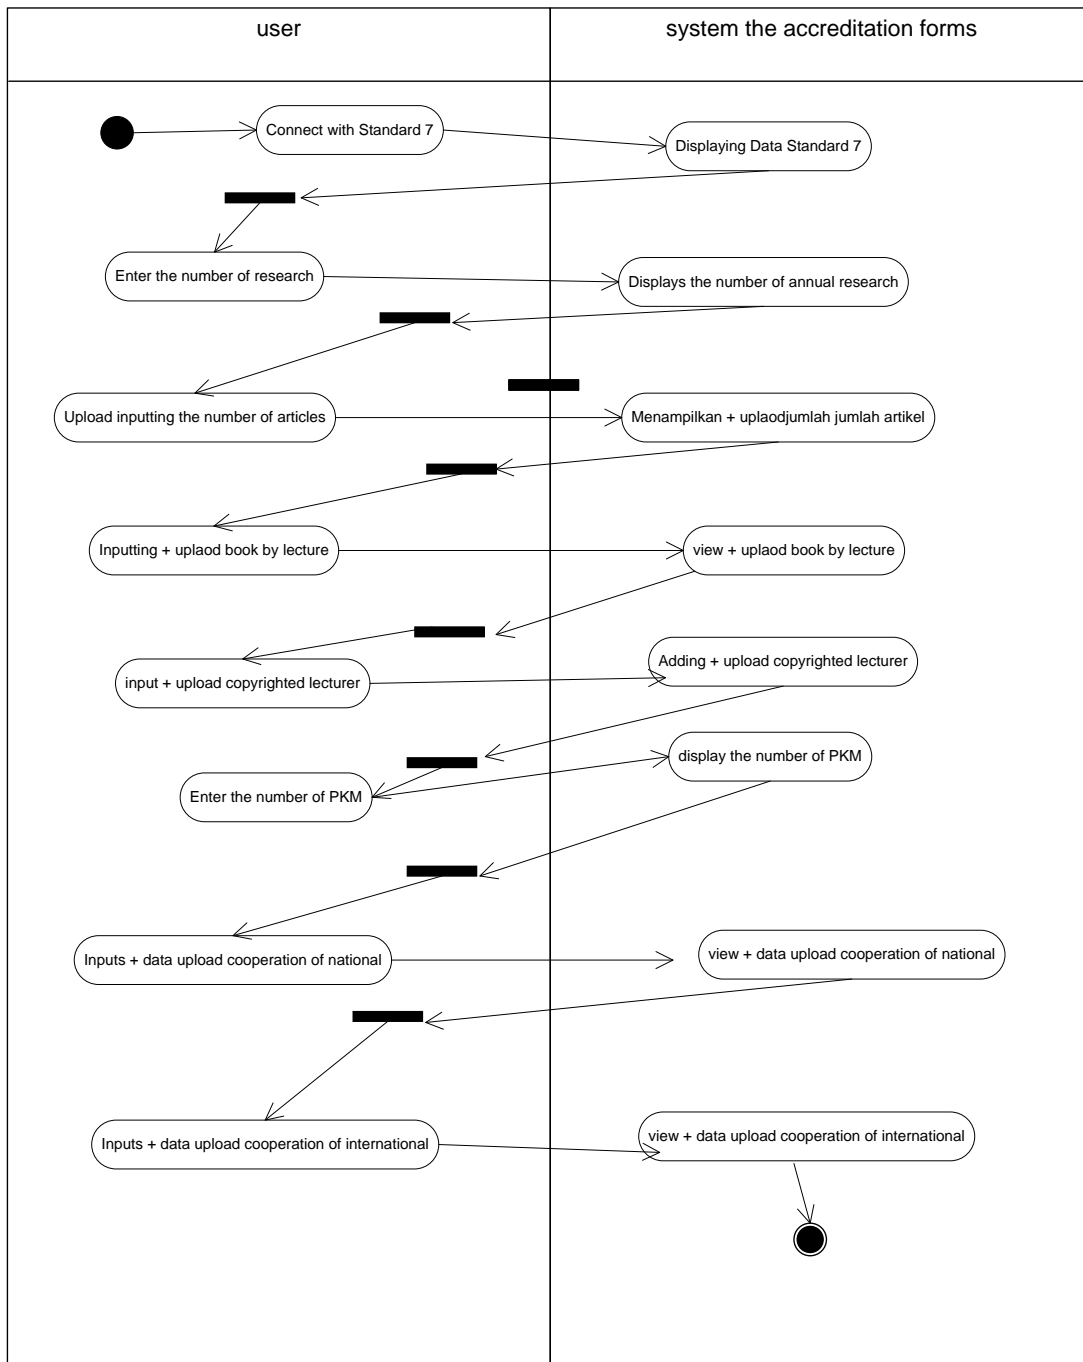 user
system the accreditation forms
Connect with Standard 7
Displaying Data Standard 7
Enter the number of research
Displays the number of annual research
Upload inputting the number of articles
Menampilkan + uplaodjumlah jumlah artikel
Inputting + uplaod book by lecture
view + uplaod book by lecture
input + upload copyrighted lecturer
Adding + upload copyrighted lecturer
Enter the number of PKM
display the number of PKM
Inputs + data upload cooperation of national
view + data upload cooperation of national
Inputs + data upload cooperation of international
view + data upload cooperation of international